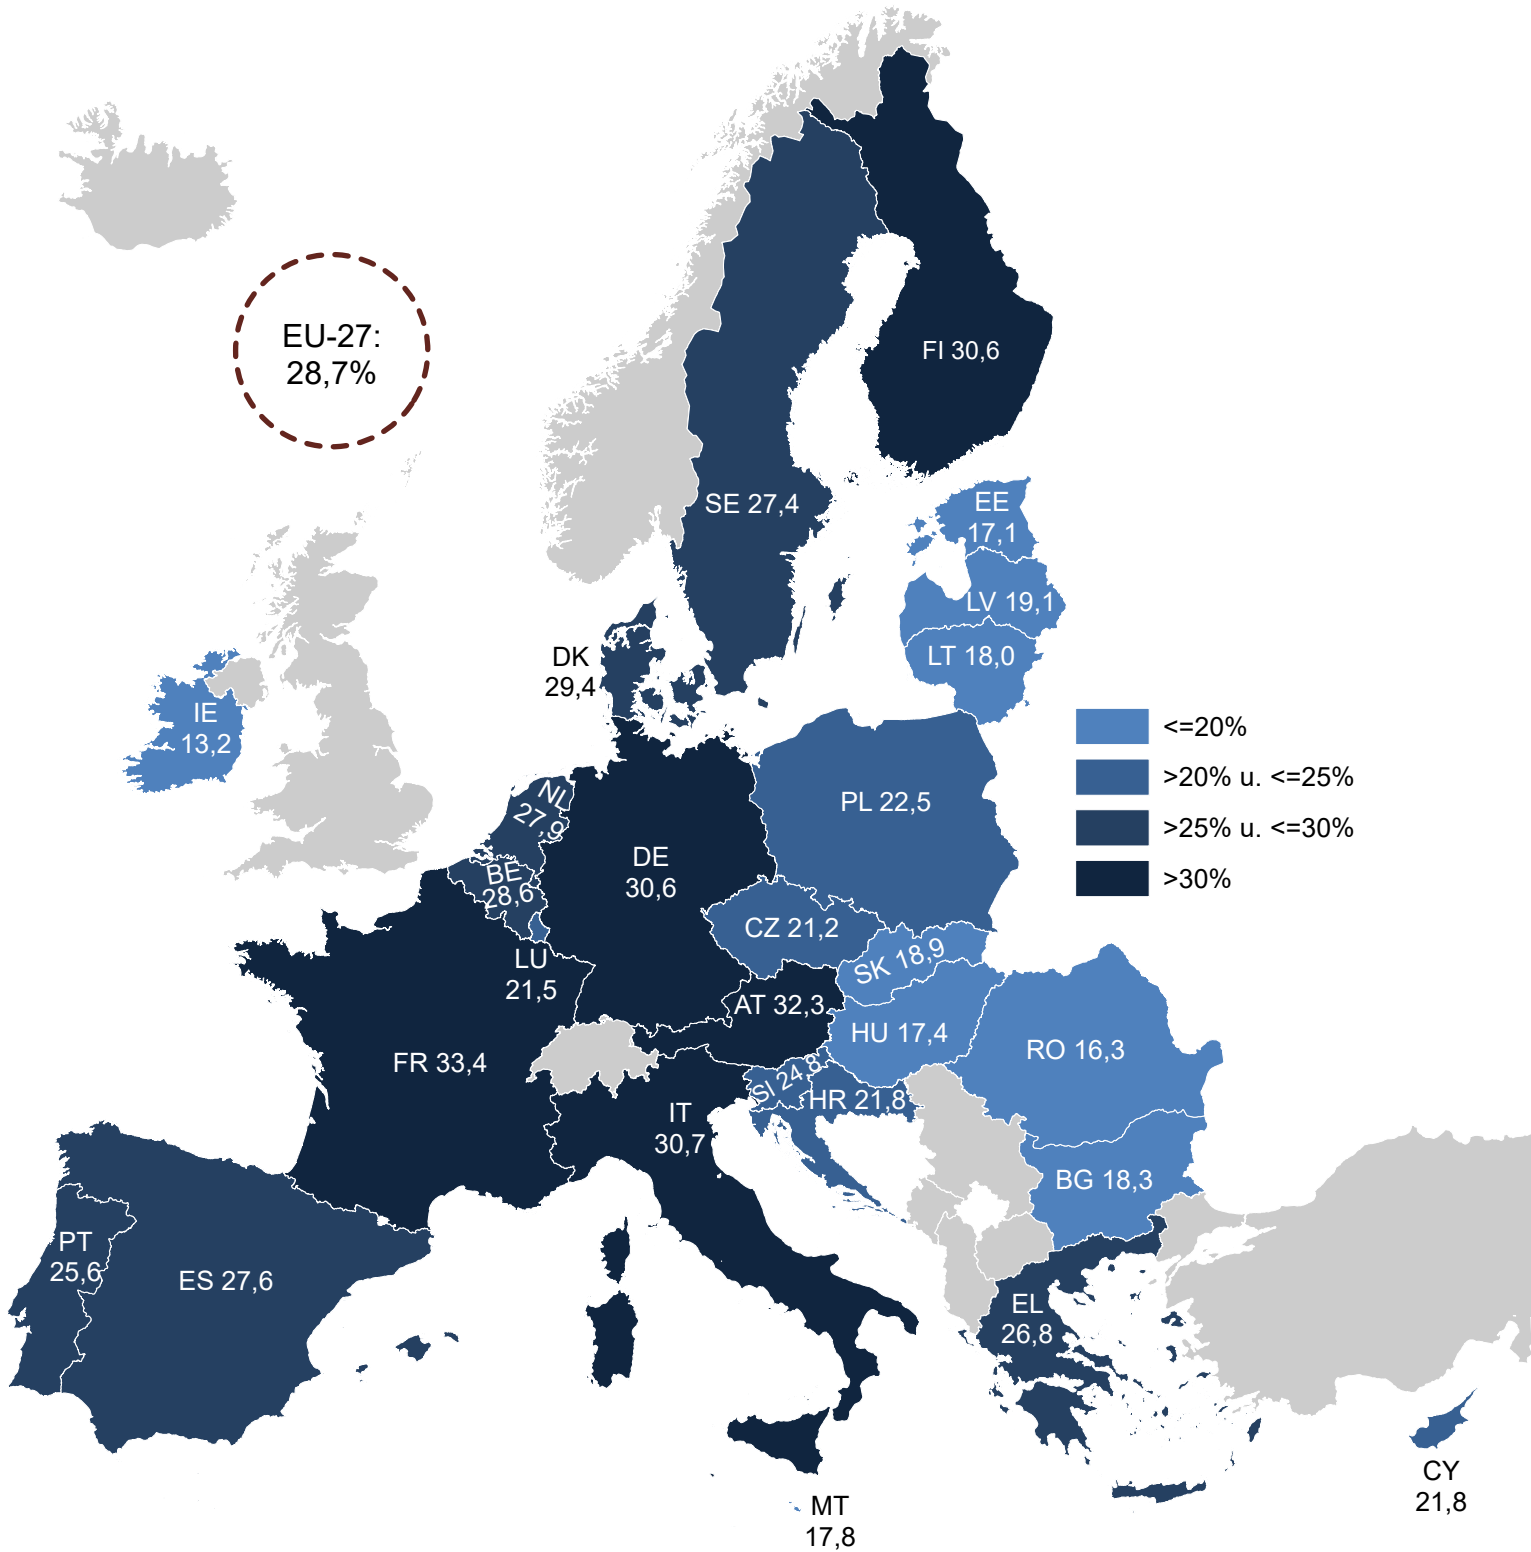 EU-27:
28,7%
FI 30,6
SE 27,4
EE
17,1
LV 19,1
LT 18,0
DK
29,4
IE
13,2
<=20%
>20% u. <=25%
>25% u. <=30%
>30%
NL
27,9
PL 22,5
DE
30,6
BE
28,6
CZ 21,2
LU
21,5
SK 18,9
AT 32,3
HU 17,4
RO 16,3
FR 33,4
SI 24,8
HR 21,8
IT
30,7
BG 18,3
PT
25,6
ES 27,6
EL
26,8
CY
21,8
MT
17,8